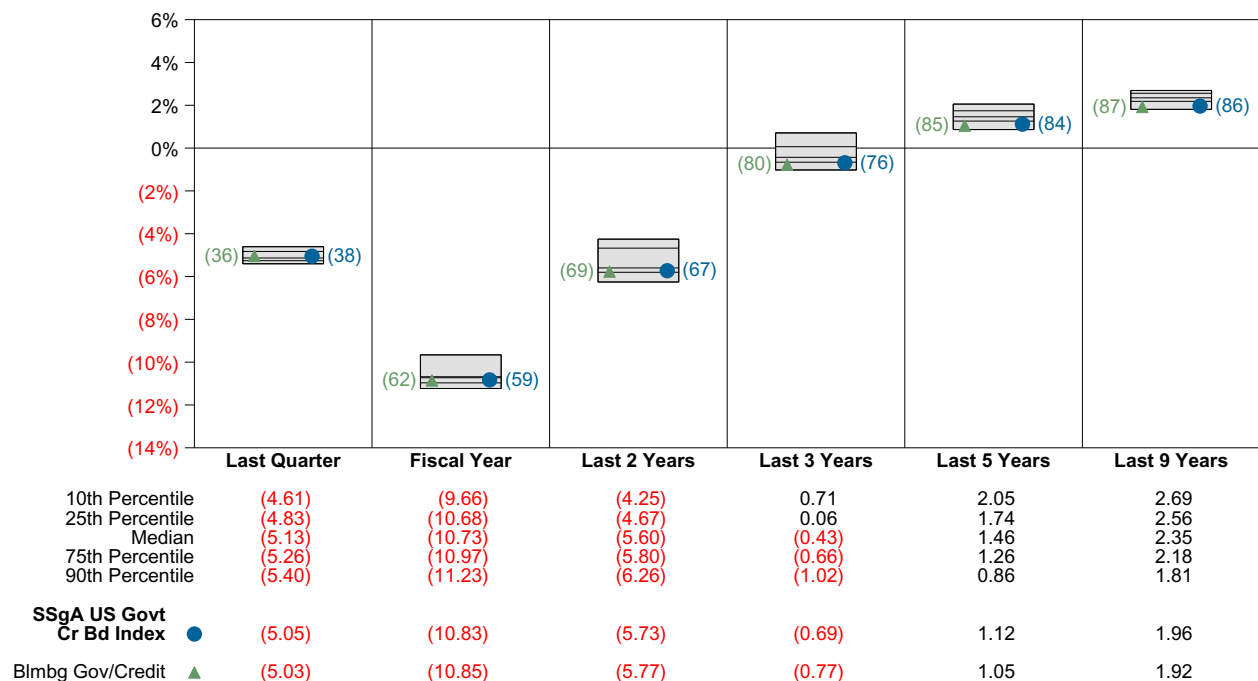 6%
4%
2%
0%
(2%)
(4%)
(6%)
(8%)
(10%)
(12%)
(14%)
(36) (38)
(62) (59)
(69) (67)
(80) (76)
(85) (84)
(87) (86)
Last Quarter Fiscal Year Last 2 Years Last 3 Years Last 5 Years Last 9 Years
10th Percentile (4.61) (9.66) (4.25) 0.71 2.05 2.69
25th Percentile (4.83) (10.68) (4.67) 0.06 1.74 2.56
Median (5.13) (10.73) (5.60) (0.43) 1.46 2.35
75th Percentile (5.26) (10.97) (5.80) (0.66) 1.26 2.18
90th Percentile (5.40) (11.23) (6.26) (1.02) 0.86 1.81
SSgA US Govt
Cr Bd Index (5.05) (10.83) (5.73) (0.69) 1.12 1.96
Blmbg Gov/Credit (5.03) (10.85) (5.77) (0.77) 1.05 1.92